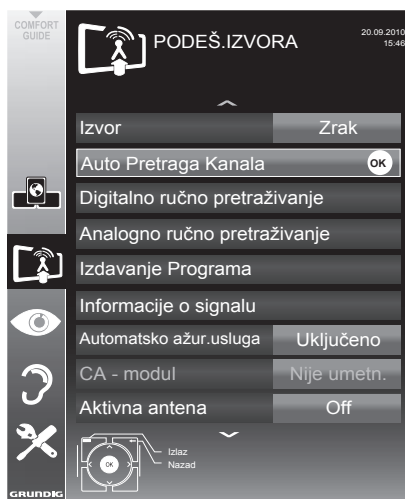 COMFORT
GUIDE
PODEŠ.IZVORA
20.09.2010
15:46
Izvor Zrak
Auto Pretraga Kanala OK
Digitalno ručno pretraživanje
Analogno ručno pretraživanje
Izdavanje Programa
Informacije o signalu
Automatsko ažur.usluga Uključeno
CA - modul Nije umetn.
Aktivna antena Off
OK
Izlaz
Nazad
GRUNDIG